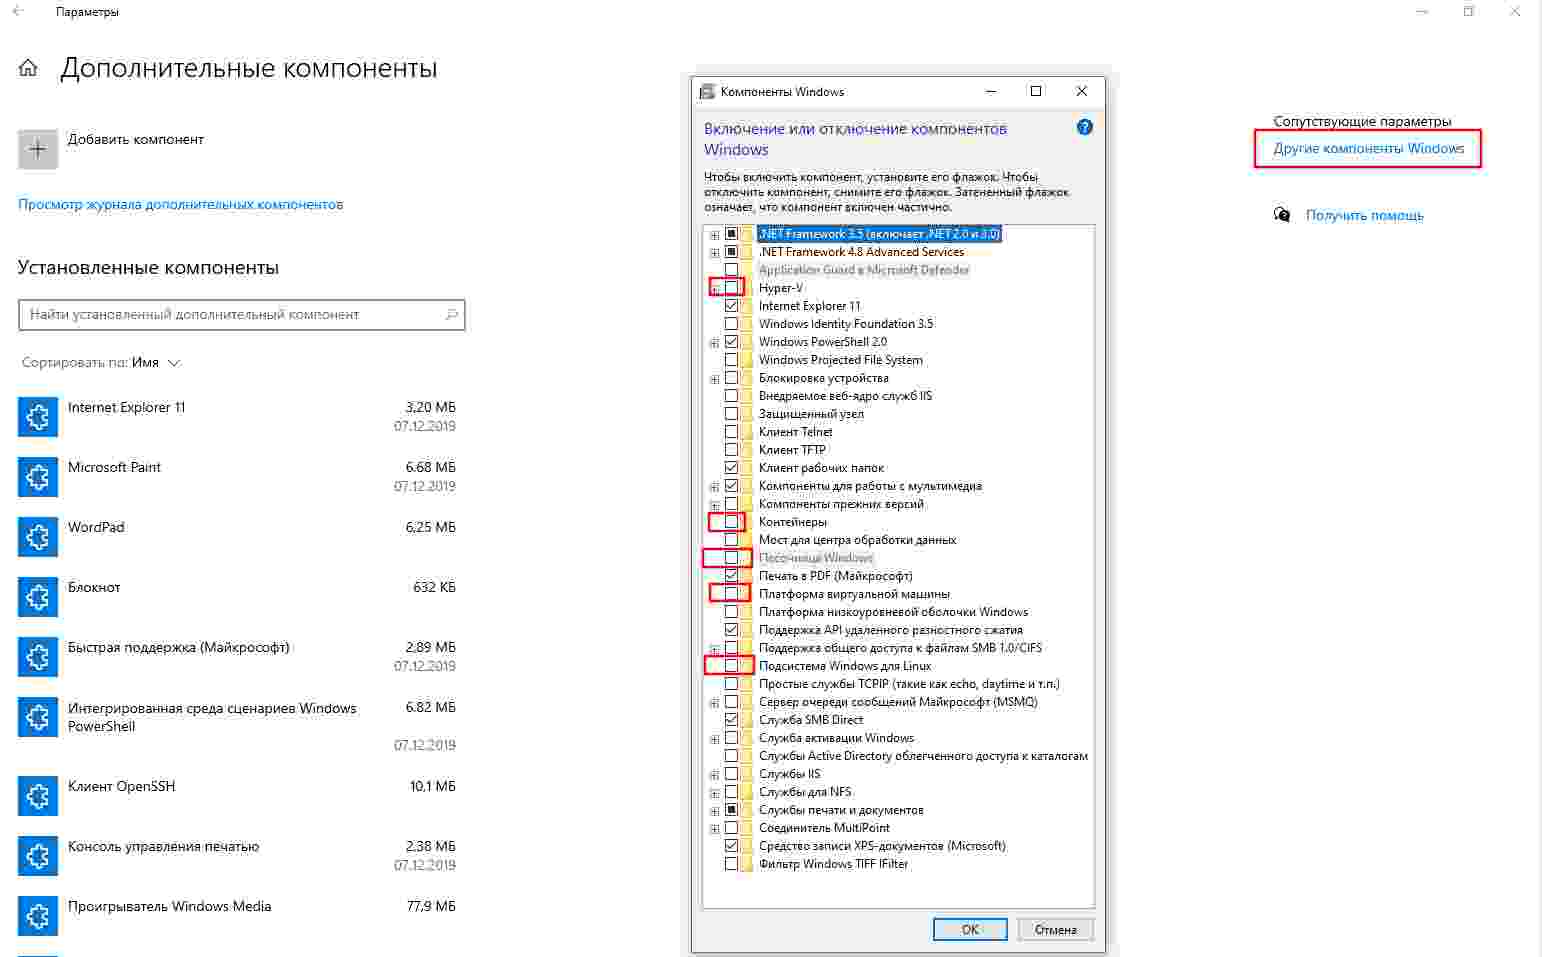 Параметры
Дополнительные компоненты
Добавить компонент
Просмотр журнала дополнительных компонентов
Установленные компоненты
Найти установленный дополнительный компонент
Сортировать по: Имя
Internet Explorer 11
3,20 МБ
07.12.2019
Microsoft Paint
6,68 МБ
07.12.2019
WordPad
6,25 МБ
Блокнот
632 КБ
Быстрая поддержка (Майкрософт)
2,89 МБ
07.12.2019
Интегрированная среда сценариев Windows
PowerShell
6,82 МБ
07.12.2019
Клиент OpenSSH
10,1 МБ
Консоль управления печатью
2,38 МБ
07.12.2019
Проигрыватель Windows Media
77,9 МБ
Компоненты Windows
Включение или отключение компонентов
Windows
Чтобы включить компонент, установите его флажок. Чтобы
отключить компонент, снимите его флажок. Затененный флажок
означает, что компонент включен частично.
.NET Framework 3.5 (включает .NET 2.0 и 3.0)
.NET Framework 4.8 Advanced Services
Application Guard в Microsoft Defender
Hyper-V
Internet Explorer 11
Windows Identity Foundation 3.5
Windows PowerShell 2.0
Windows Projected File System
Блокировка устройства
Внедряемое веб-ядро служб IIS
Защищенный узел
Клиент Telnet
Клиент TFTP
Клиент рабочих папок
Компоненты для работы с мультимедиа
Компоненты прежних версий
Контейнеры
Мост для центра обработки данных
Песочница Windows
Печать в PDF (Майкрософт)
Платформа виртуальной машины
Платформа низкоуровневой оболочки Windows
Поддержка API удаленного разностного сжатия
Поддержка общего доступа к файлам SMB 1.0/CIFS
Подсистема Windows для Linux
Простые службы TCPIP (такие как echo, daytime и т.п.)
Сервер очереди сообщений Майкрософт (MSMQ)
Служба SMB Direct
Служба активации Windows
Службы Active Directory облегченного доступа к каталогам
Службы IIS
Службы для NFS
Службы печати и документов
Соединитель MultiPoint
Средство записи XPS-документов (Microsoft)
Фильтр Windows TIFF IFilter
ОК
Отмена
Сопутствующие параметры
Другие компоненты Windows
Получить помощь